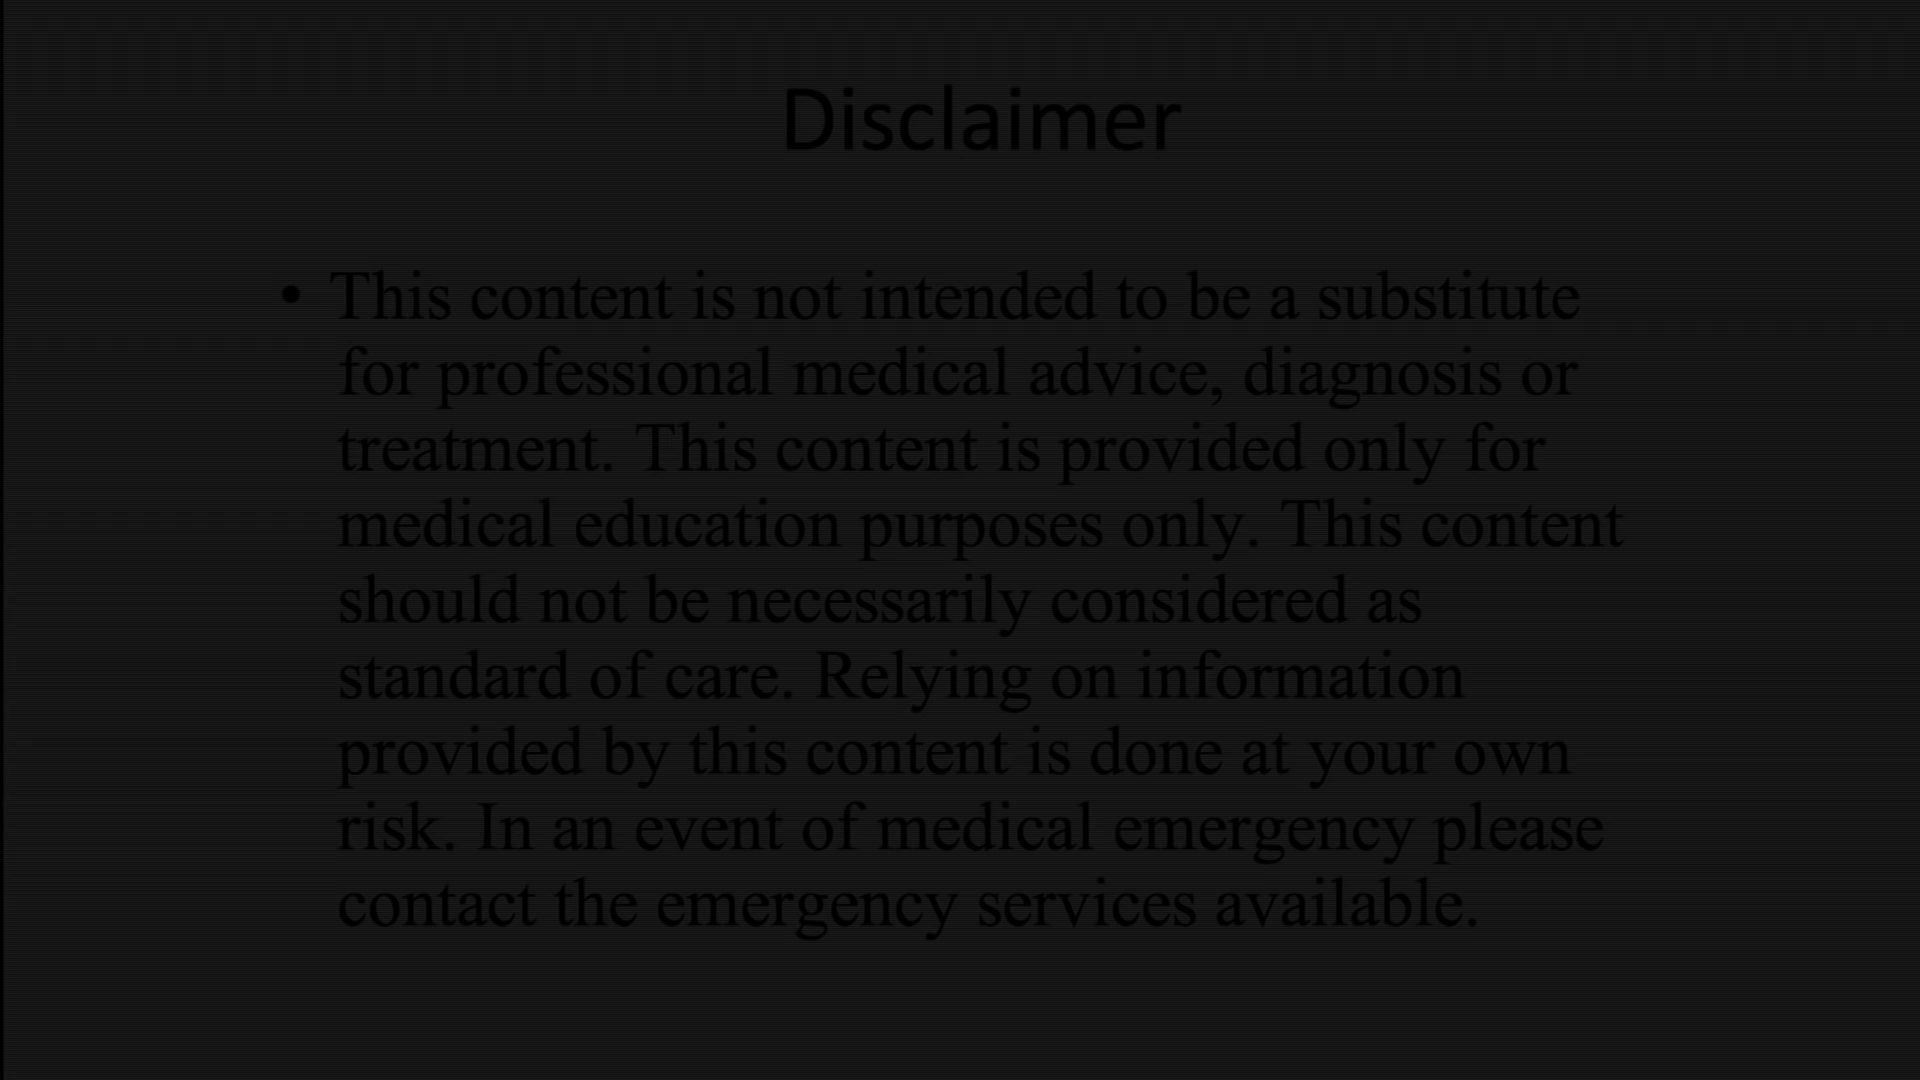 Disclaimer
• This content is not intended to be a substitute
for professional medical advice, diagnosis or
treatment. This content is provided only for
medical education purposes only. This content
should not be necessarily considered as
standard of care. Relying on information
provided by this content is done at your own
risk. In an event of medical emergency please
contact the emergency services available.